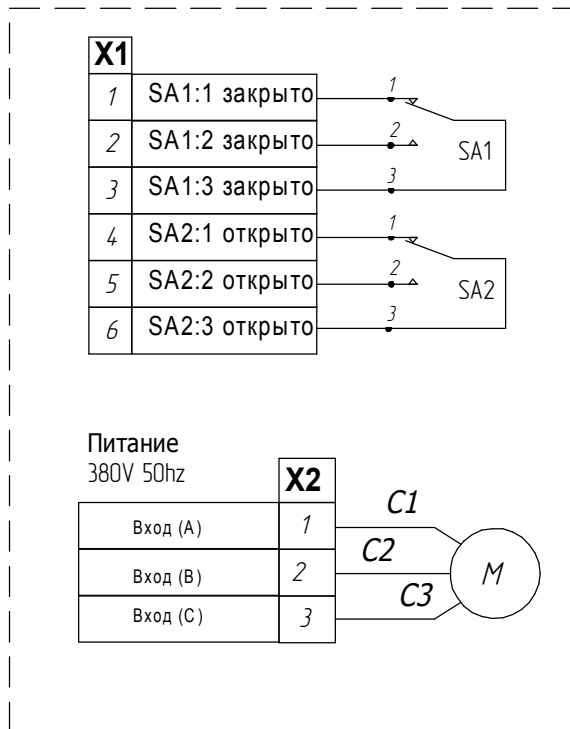 X1
1 SA1:1 закрыто 1
2 SA1:2 закрыто 2
SA1
3 SA1:3 закрыто 3
4 SA2:1 открыто 1
5 SA2:2 открыто 2
SA2
6 SA2:3 открыто 3
Питание
380V 50hz
X2
Вход (A) 1 C1
Вход (B) 2 C2
M
Вход (C) 3 C3